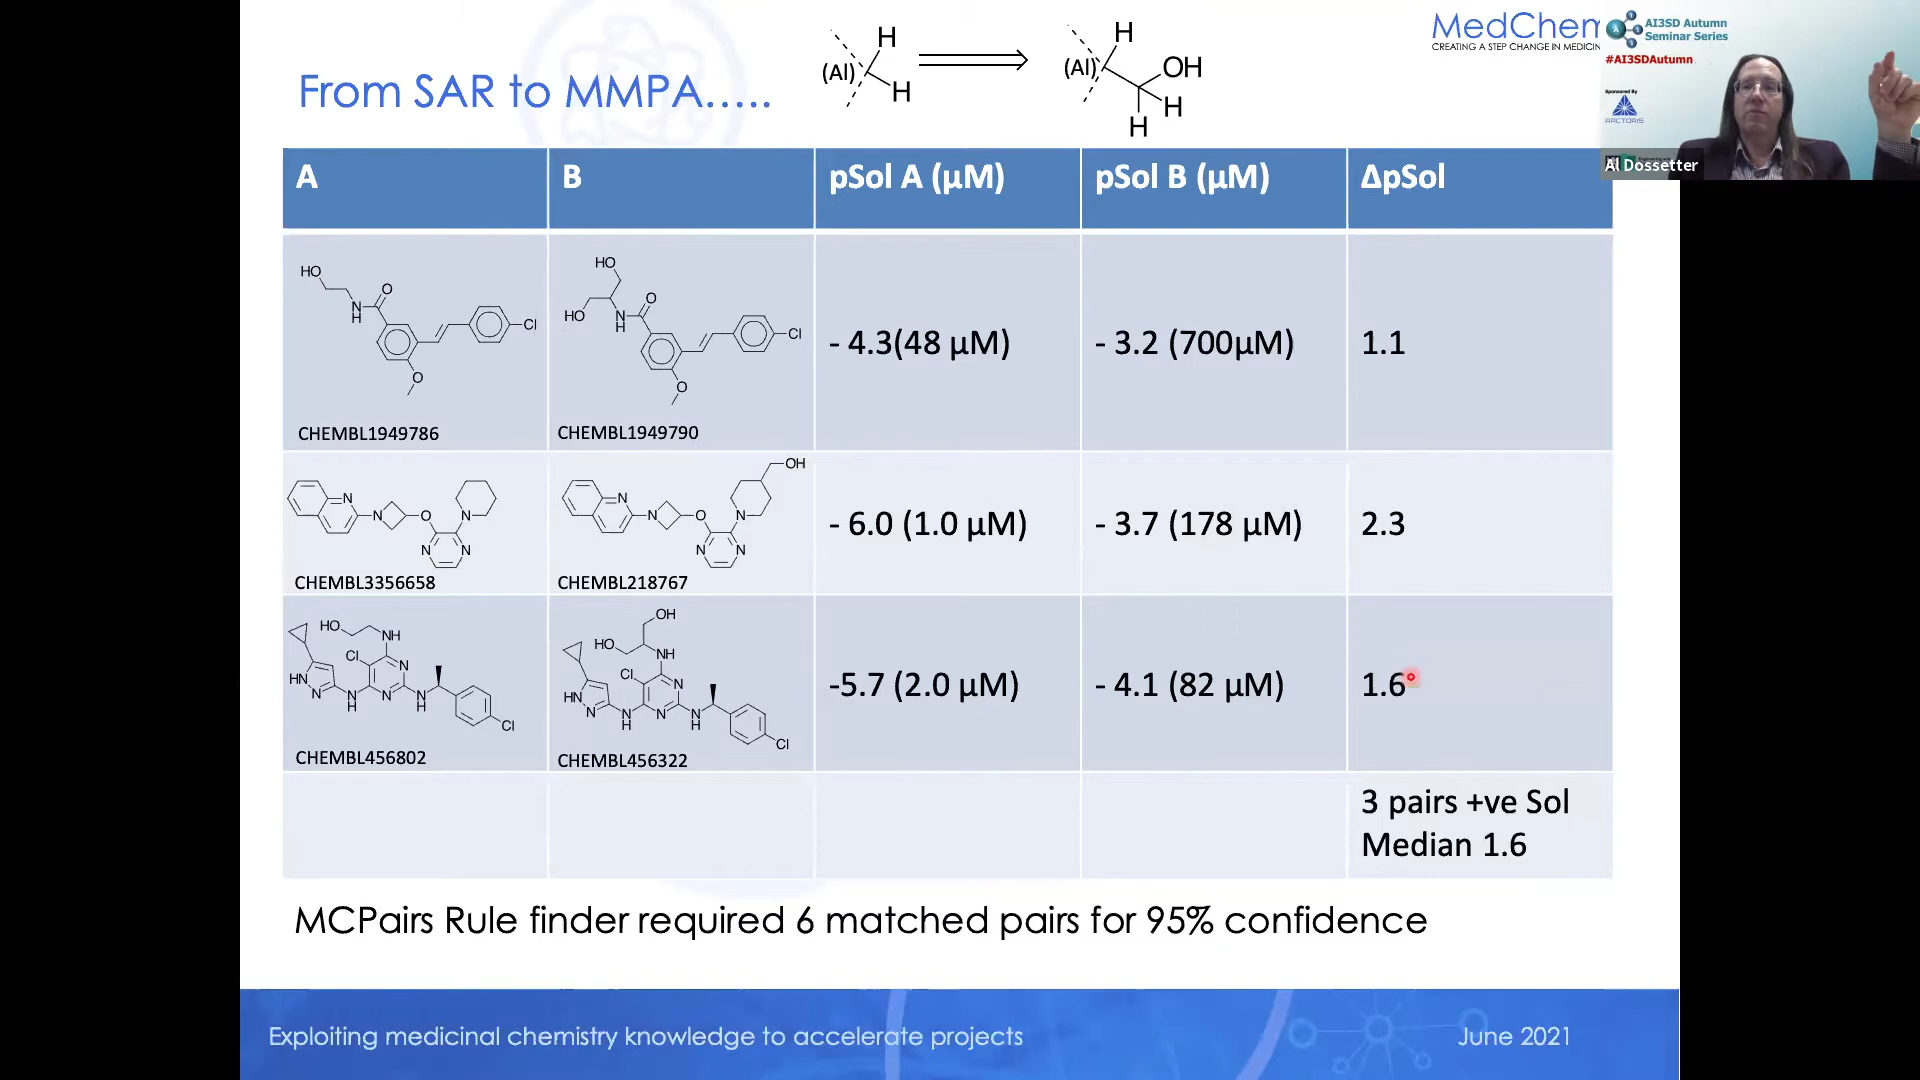 From SAR to MMPA.....
(Al)
H
H
(Al)
H
OH
H
H
MedChem
CREATING A STEP CHANGE IN MEDICIN
AI3SD Autumn
Seminar Series
#AI3SDAutumn
Sponsored By
ARCTORIS
Al Dossetter
A
B
pSol A (μM)
pSol B (μM)
ΔpSol
HO
N
H
O
Cl
O
CHEMBL1949786
HO
HO
N
H
O
Cl
O
CHEMBL1949790
- 4.3(48 μM)
- 3.2 (700μM)
1.1
N
N
O
N
N
N
CHEMBL3356658
OH
N
N
O
N
N
N
CHEMBL218767
- 6.0 (1.0 μM)
- 3.7 (178 μM)
2.3
HO
NH
Cl
N
HN
N
N
H
N
N
H
Cl
CHEMBL456802
OH
HO
NH
Cl
N
HN
N
N
H
N
N
H
Cl
CHEMBL456322
-5.7 (2.0 μM)
- 4.1 (82 μM)
1.6
3 pairs +ve Sol
Median 1.6
MCPairs Rule finder required 6 matched pairs for 95% confidence
Exploiting medicinal chemistry knowledge to accelerate projects
June 2021